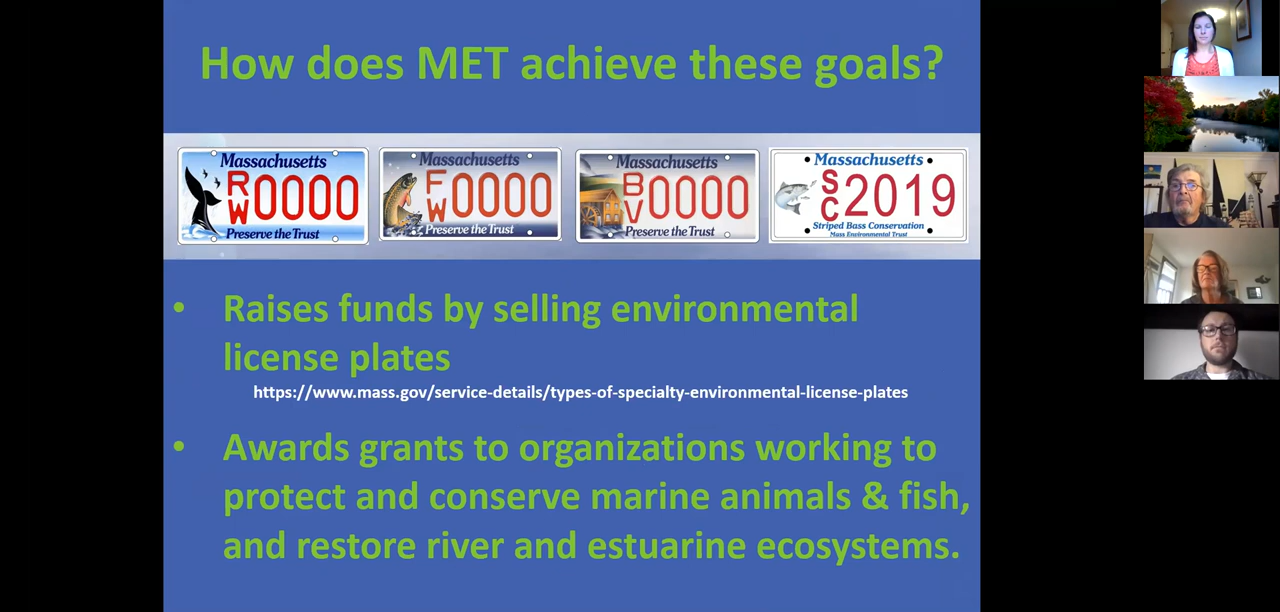 How does MET achieve these goals?
Massachusetts
RW0000
Preserve the Trust
Massachusetts
FW0000
Preserve the Trust
Massachusetts
BV0000
Preserve the Trust
Massachusetts
SC2019
Striped Bass Conservation
Mass Environmental Trust
• Raises funds by selling environmental
license plates
https://www.mass.gov/service-details/types-of-specialty-environmental-license-plates
• Awards grants to organizations working to
protect and conserve marine animals & fish,
and restore river and estuarine ecosystems.